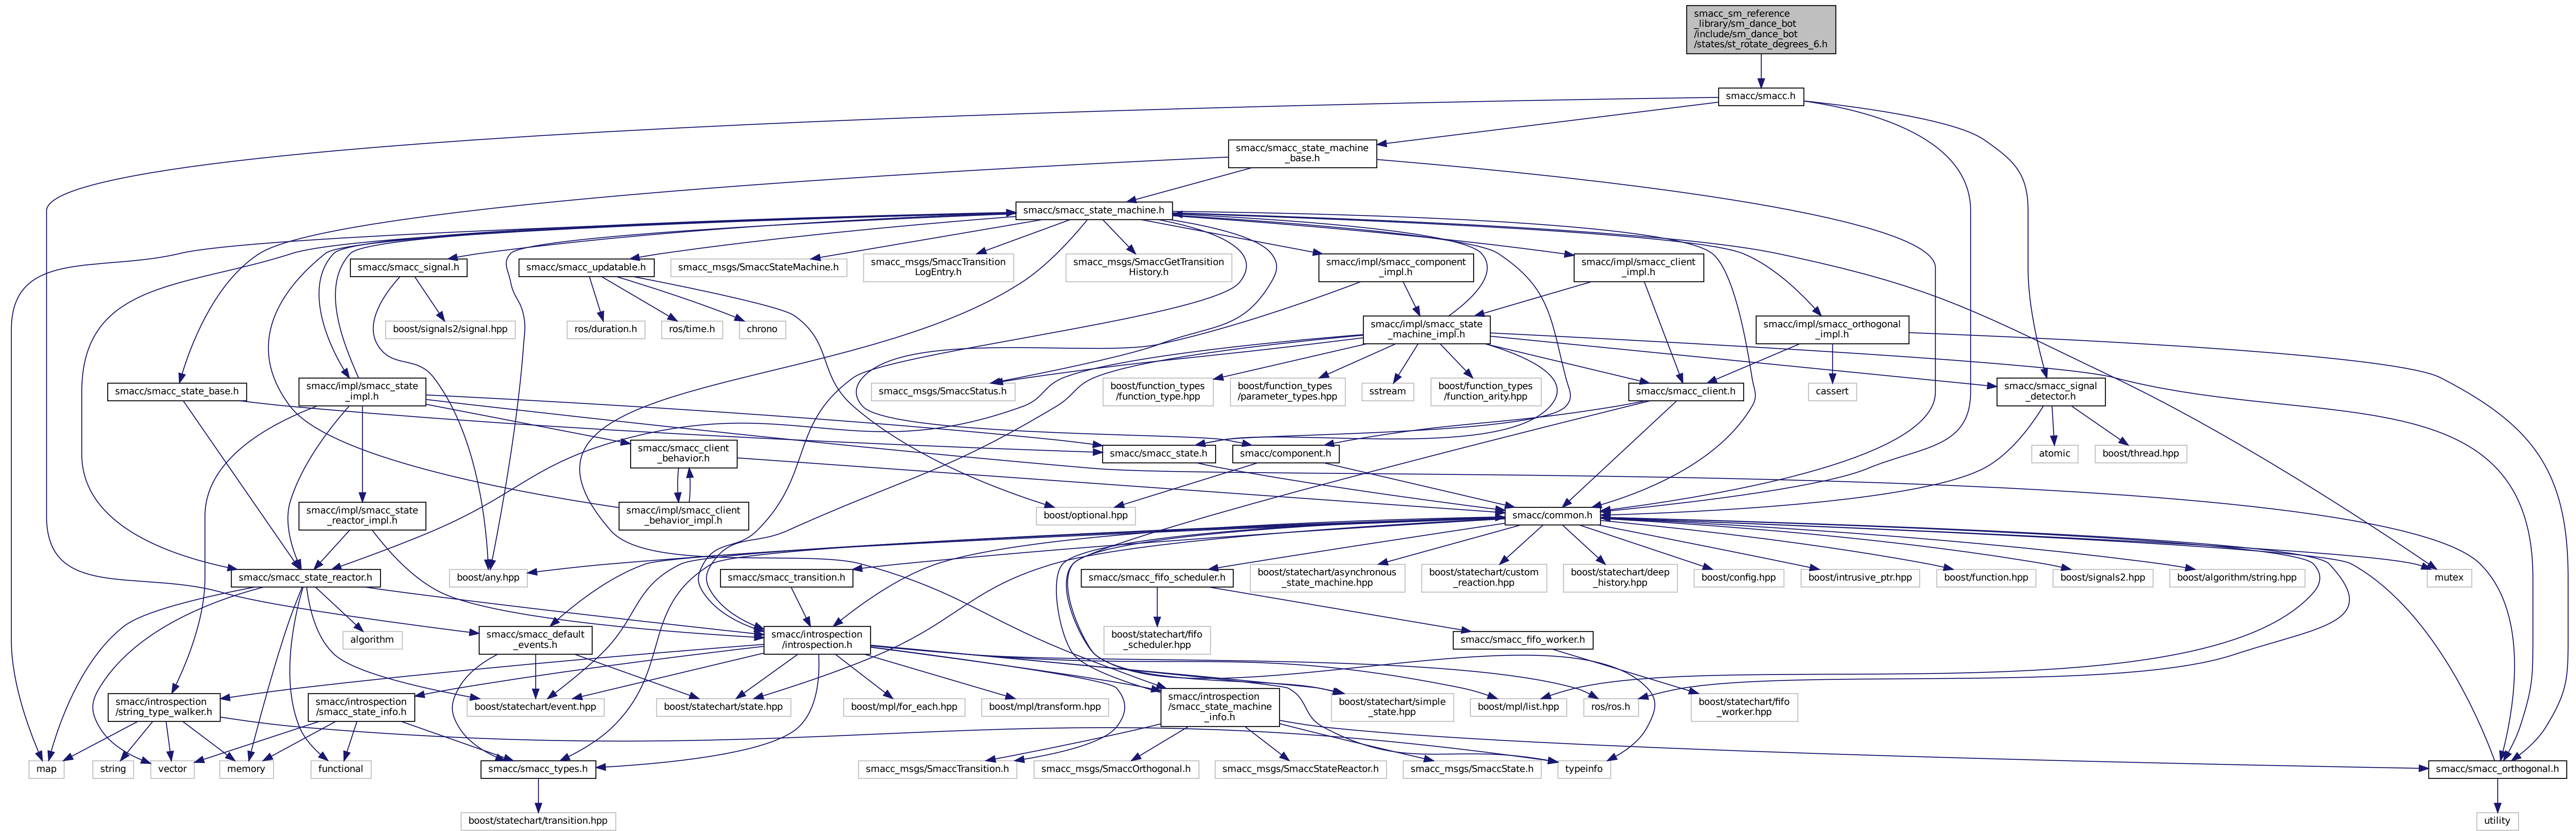 smacc_sm_reference
_library/sm_dance_bot
/include/sm_dance_bot
/states/st_rotate_degrees_6.h
smacc/smacc.h
smacc/smacc_state_machine
_base.h
smacc/smacc_state_machine.h
smacc/smacc_signal.h
smacc/smacc_updatable.h
smacc_msgs/SmaccStateMachine.h
smacc_msgs/SmaccTransition
LogEntry.h
smacc_msgs/SmaccGetTransition
History.h
smacc/impl/smacc_component
_impl.h
smacc/impl/smacc_client
_impl.h
boost/signals2/signal.hpp
ros/duration.h
ros/time.h
chrono
smacc/impl/smacc_state
_machine_impl.h
smacc/impl/smacc_orthogonal
_impl.h
smacc/smacc_state_base.h
smacc/impl/smacc_state
_impl.h
smacc_msgs/SmaccStatus.h
boost/function_types
/function_type.hpp
boost/function_types
/parameter_types.hpp
sstream
boost/function_types
/function_arity.hpp
smacc/smacc_client.h
cassert
smacc/smacc_signal
_detector.h
smacc/smacc_client
_behavior.h
smacc/smacc_state.h
smacc/component.h
atomic
boost/thread.hpp
smacc/impl/smacc_state
_reactor_impl.h
smacc/impl/smacc_client
_behavior_impl.h
boost/optional.hpp
smacc/common.h
smacc/smacc_state_reactor.h
boost/any.hpp
smacc/smacc_transition.h
smacc/smacc_fifo_scheduler.h
boost/statechart/asynchronous
_state_machine.hpp
boost/statechart/custom
_reaction.hpp
boost/statechart/deep
_history.hpp
boost/config.hpp
boost/intrusive_ptr.hpp
boost/function.hpp
boost/signals2.hpp
boost/algorithm/string.hpp
mutex
algorithm
smacc/smacc_default
_events.h
smacc/introspection
/introspection.h
boost/statechart/fifo
_scheduler.hpp
smacc/smacc_fifo_worker.h
smacc/introspection
/string_type_walker.h
smacc/introspection
/smacc_state_info.h
boost/statechart/event.hpp
boost/statechart/state.hpp
boost/mpl/for_each.hpp
boost/mpl/transform.hpp
smacc/introspection
/smacc_state_machine
_info.h
boost/statechart/simple
_state.hpp
boost/mpl/list.hpp
ros/ros.h
boost/statechart/fifo
_worker.hpp
map
string
vector
memory
functional
smacc/smacc_types.h
smacc_msgs/SmaccTransition.h
smacc_msgs/SmaccOrthogonal.h
smacc_msgs/SmaccStateReactor.h
smacc_msgs/SmaccState.h
typeinfo
smacc/smacc_orthogonal.h
boost/statechart/transition.hpp
utility